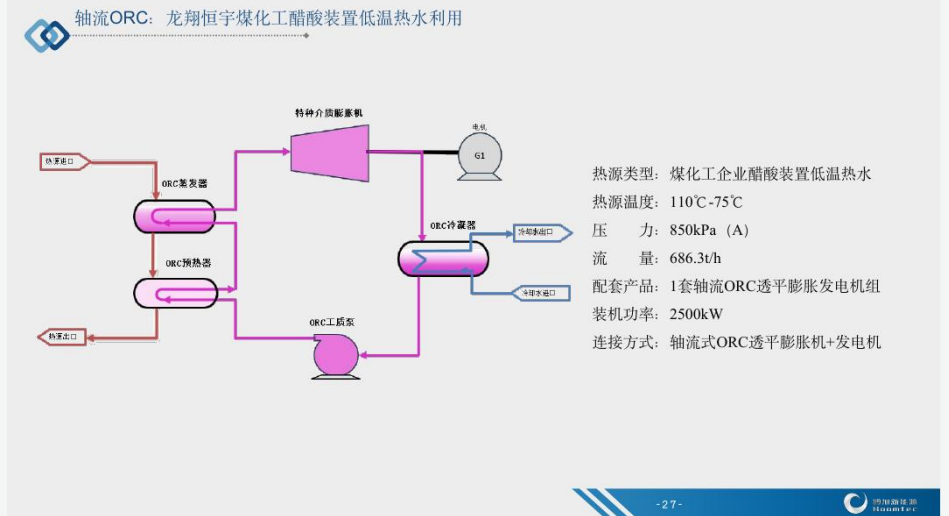 轴流ORC：龙翔恒宇煤化工醋酸装置低温热水利用
特种介质膨胀机
电机
G1
热源进口
ORC蒸发器
ORC冷凝器
冷却水出口
ORC预热器
冷却水进口
热源出口
ORC工质泵
热源类型：煤化工企业醋酸装置低温热水
热源温度：110℃-75℃
压　　力：850kPa（A）
流　　量：686.3t/h
配套产品：1套轴流ORC透平膨胀发电机组
装机功率：2500kW
连接方式：轴流式ORC透平膨胀机+发电机
-27-